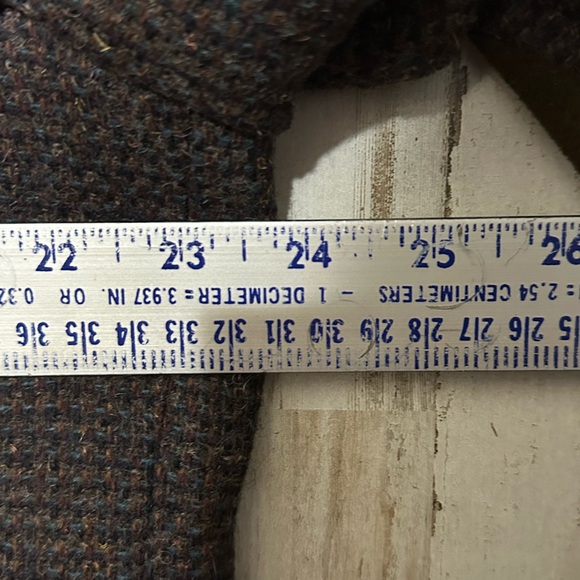 22 23 24 25 26
= 2.54 CENTIMETERS – 1 DECIMETER = 3.937 IN. OR 0.32
5 26 27 28 29 30 31 32 33 34 35 36